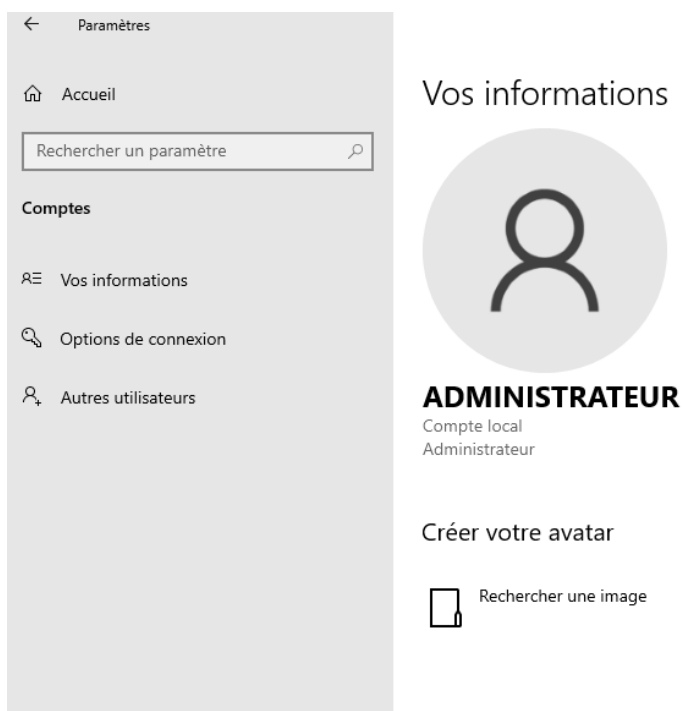 Paramètres
Accueil
Rechercher un paramètre
Comptes
Vos informations
Options de connexion
Autres utilisateurs
Vos informations
ADMINISTRATEUR
Compte local
Administrateur
Créer votre avatar
Rechercher une image